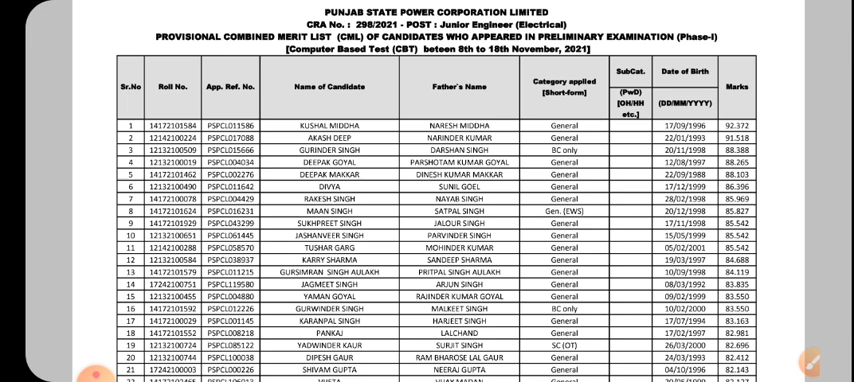 PUNJAB STATE POWER CORPORATION LIMITED
CRA No. : 298/2021 - POST : Junior Engineer (Electrical)
PROVISIONAL COMBINED MERIT LIST (CML) OF CANDIDATES WHO APPEARED IN PRELIMINARY EXAMINATION (Phase-I)
[Computer Based Test (CBT) beteen 8th to 18th November, 2021]
Sr.No Roll No. App. Ref. No. Name of Candidate Father's Name Category applied [Short-form] SubCat. (PwD) [OH/HH etc.] Date of Birth (DD/MM/YYYY) Marks
1 14172101584 PSPCL011586 KUSHAL MIDDHA NARESH MIDDHA General 17/09/1996 92.372
2 12142100224 PSPCL017088 AKASH DEEP NARINDER KUMAR General 22/01/1993 91.518
3 12132100509 PSPCL015666 GURINDER SINGH DARSHAN SINGH BC only 20/11/1998 88.388
4 12132100019 PSPCL004034 DEEPAK GOYAL PARSHOTAM KUMAR GOYAL General 12/08/1997 88.265
5 14172101462 PSPCL002276 DEEPAK MAKKAR DINESH KUMAR MAKKAR General 22/09/1988 88.103
6 12132100490 PSPCL011642 DIVYA SUNIL GOEL General 17/12/1999 86.396
7 14172100078 PSPCL004429 RAKESH SINGH NAYAB SINGH General 28/02/1998 85.969
8 14172101624 PSPCL016231 MAAN SINGH SATPAL SINGH Gen. (EWS) 20/12/1998 85.827
9 14172101929 PSPCL043299 SUKHPREET SINGH JALOUR SINGH General 17/11/1998 85.542
10 12132100651 PSPCL061445 JASHANVEER SINGH PARVINDER SINGH General 15/05/1999 85.542
11 12142100288 PSPCL058570 TUSHAR GARG MOHINDER KUMAR General 05/02/2001 85.542
12 12132100584 PSPCL038937 KARRY SHARMA SANDEEP SHARMA General 19/03/1997 84.688
13 14172101579 PSPCL011215 GURSIMRAN SINGH AULAKH PRITPAL SINGH AULAKH General 10/09/1998 84.119
14 17242100751 PSPCL119580 JAGMEET SINGH ARJUN SINGH General 08/03/1992 83.835
15 12132100455 PSPCL004880 YAMAN GOYAL RAJINDER KUMAR GOYAL General 09/02/1999 83.550
16 14172101592 PSPCL012226 GURWINDER SINGH MALKEET SINGH BC only 10/02/2000 83.550
17 14172100029 PSPCL001145 KARANPAL SINGH HARJEET SINGH General 17/07/1994 83.163
18 14172101552 PSPCL008218 PANKAJ LALCHAND General 17/02/1997 82.981
19 12132100724 PSPCL085122 YADWINDER KAUR SURJIT SINGH SC (OT) 26/03/2000 82.696
20 12132100744 PSPCL100038 DIPESH GAUR RAM BHAROSE LAL GAUR General 24/03/1993 82.412
21 17242100003 PSPCL000226 SHIVAM GUPTA NEERAJ GUPTA General 04/10/1996 82.143